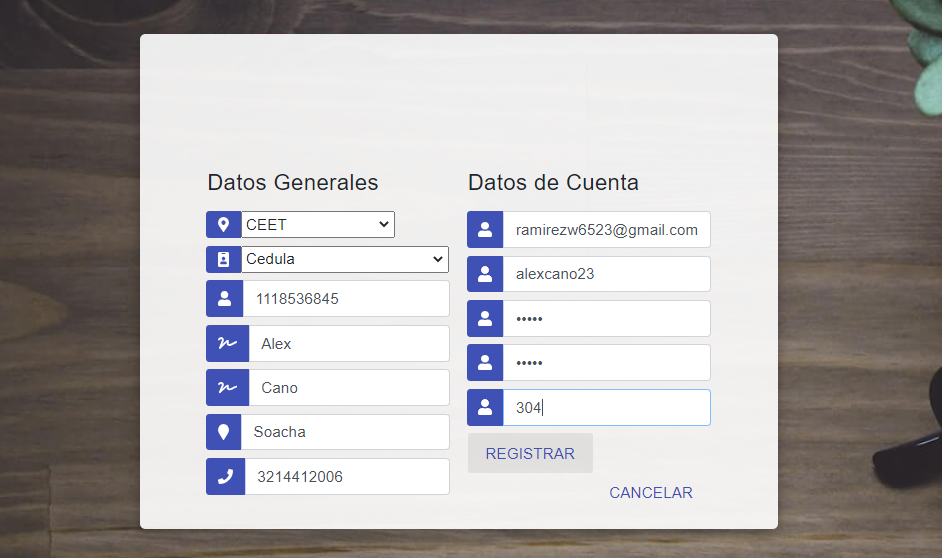 Datos Generales
CEET
Cedula
1118536845
Alex
Cano
Soacha
3214412006
Datos de Cuenta
ramirezw6523@gmail.com
alexcano23
•••••
•••••
304
REGISTRAR
CANCELAR